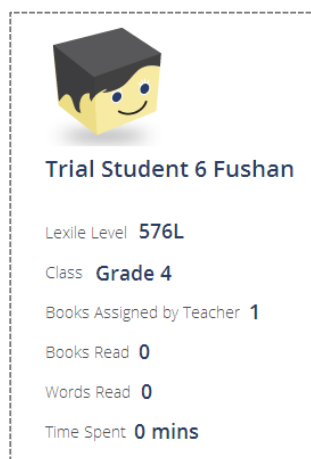 Trial Student 6 Fushan
Lexile Level 576L
Class Grade 4
Books Assigned by Teacher 1
Books Read 0
Words Read 0
Time Spent 0 mins